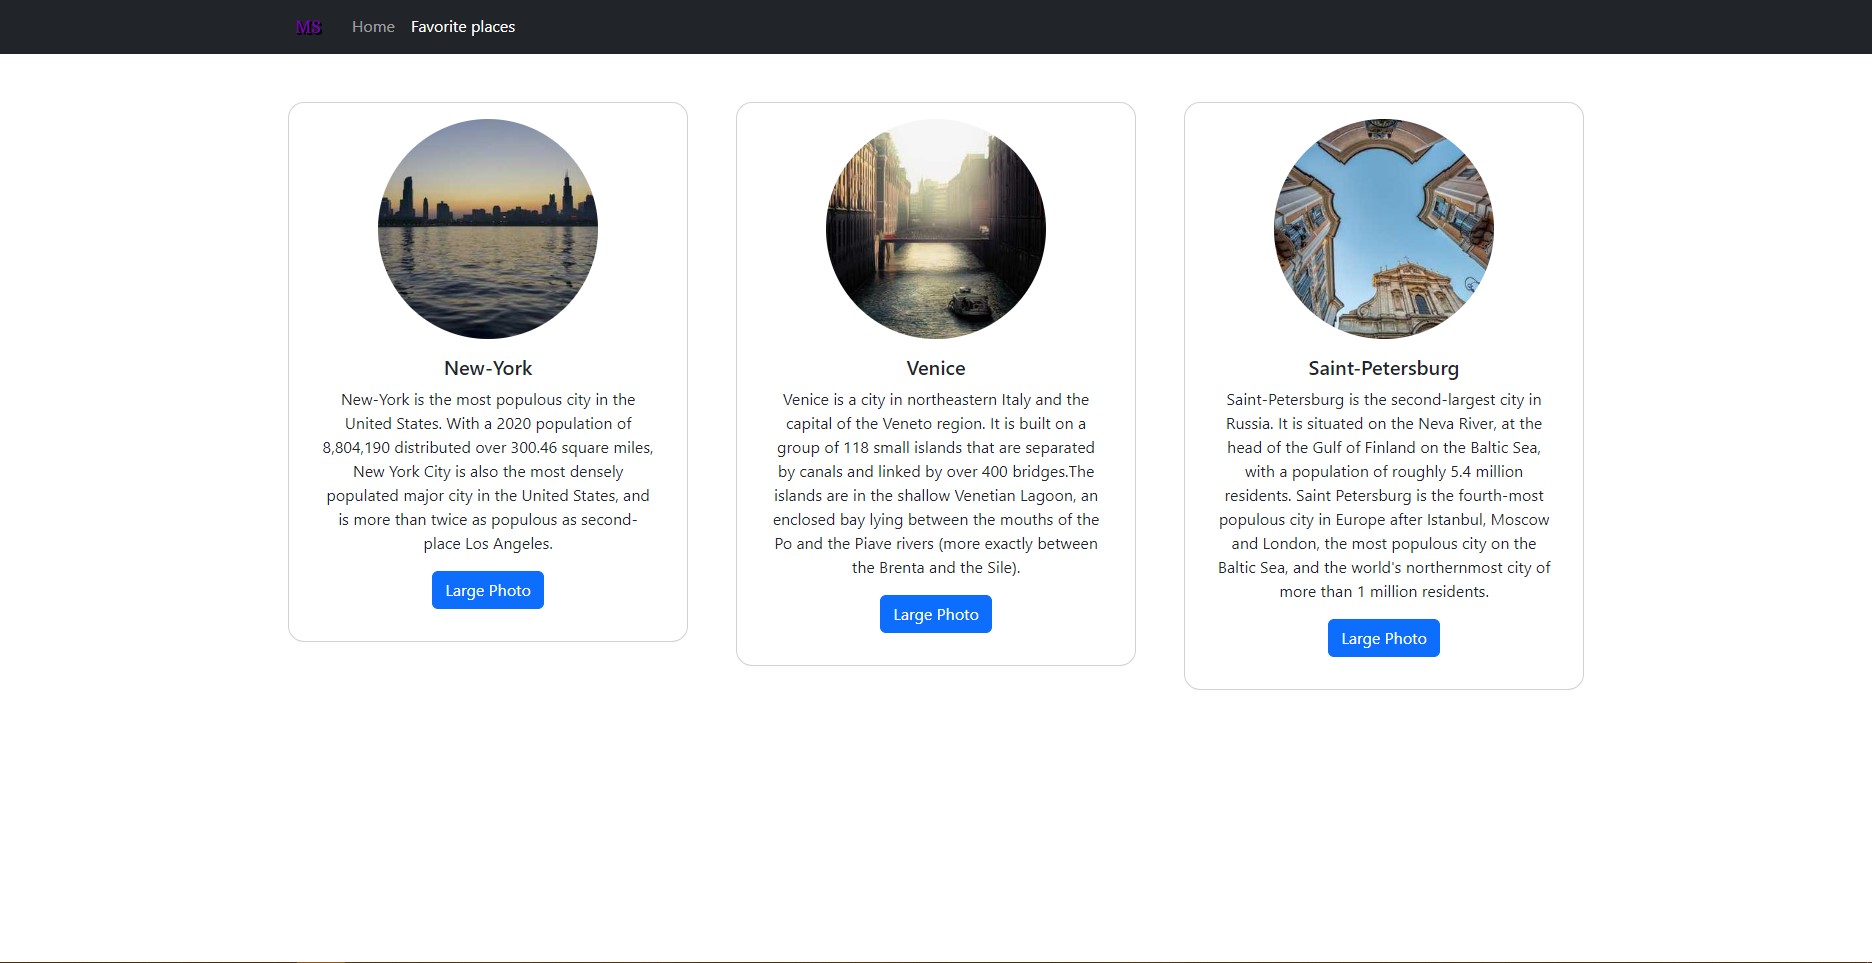 MS Home Favorite places
New-York
New-York is the most populous city in the
United States. With a 2020 population of
8,804,190 distributed over 300.46 square miles,
New York City is also the most densely
populated major city in the United States, and
is more than twice as populous as second-
place Los Angeles.
Large Photo
Venice
Venice is a city in northeastern Italy and the
capital of the Veneto region. It is built on a
group of 118 small islands that are separated
by canals and linked by over 400 bridges.The
islands are in the shallow Venetian Lagoon, an
enclosed bay lying between the mouths of the
Po and the Piave rivers (more exactly between
the Brenta and the Sile).
Large Photo
Saint-Petersburg
Saint-Petersburg is the second-largest city in
Russia. It is situated on the Neva River, at the
head of the Gulf of Finland on the Baltic Sea,
with a population of roughly 5.4 million
residents. Saint Petersburg is the fourth-most
populous city in Europe after Istanbul, Moscow
and London, the most populous city on the
Baltic Sea, and the world's northernmost city of
more than 1 million residents.
Large Photo